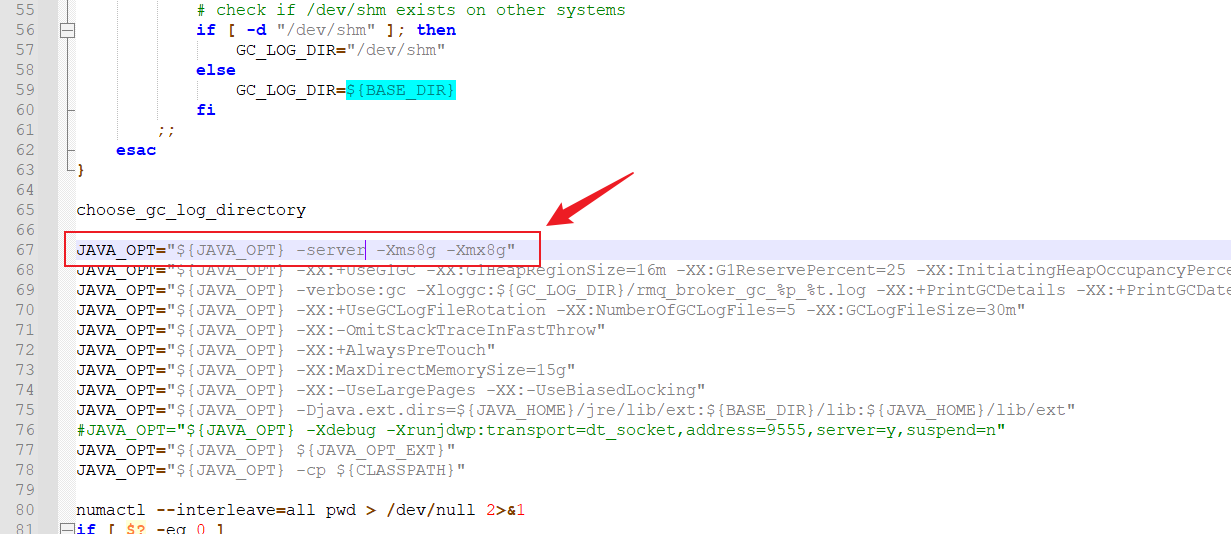 55 # check if /dev/shm exists on other systems
56 if [ -d "/dev/shm" ]; then
57 GC_LOG_DIR="/dev/shm"
58 else
59 GC_LOG_DIR=${BASE_DIR}
60 fi
61 ;;
62 esac
63 }
64
65 choose_gc_log_directory
66
67 JAVA_OPT="${JAVA_OPT} -server -Xms8g -Xmx8g"
68 JAVA_OPT="${JAVA_OPT} -XX:+UseG1GC -XX:G1HeapRegionSize=16m -XX:G1ReservePercent=25 -XX:InitiatingHeapOccupancyPerce
69 JAVA_OPT="${JAVA_OPT} -verbose:gc -Xloggc:${GC_LOG_DIR}/rmq_broker_gc_%p_%t.log -XX:+PrintGCDetails -XX:+PrintGCDate
70 JAVA_OPT="${JAVA_OPT} -XX:+UseGCLogFileRotation -XX:NumberOfGCLogFiles=5 -XX:GCLogFileSize=30m"
71 JAVA_OPT="${JAVA_OPT} -XX:-OmitStackTraceInFastThrow"
72 JAVA_OPT="${JAVA_OPT} -XX:+AlwaysPreTouch"
73 JAVA_OPT="${JAVA_OPT} -XX:MaxDirectMemorySize=15g"
74 JAVA_OPT="${JAVA_OPT} -XX:-UseLargePages -XX:-UseBiasedLocking"
75 JAVA_OPT="${JAVA_OPT} -Djava.ext.dirs=${JAVA_HOME}/jre/lib/ext:${BASE_DIR}/lib:${JAVA_HOME}/lib/ext"
76 #JAVA_OPT="${JAVA_OPT} -Xdebug -Xrunjdwp:transport=dt_socket,address=9555,server=y,suspend=n"
77 JAVA_OPT="${JAVA_OPT} ${JAVA_OPT_EXT}"
78 JAVA_OPT="${JAVA_OPT} -cp ${CLASSPATH}"
79
80 numactl --interleave=all pwd > /dev/null 2>&1
81 if [ $? -eq 0 ]